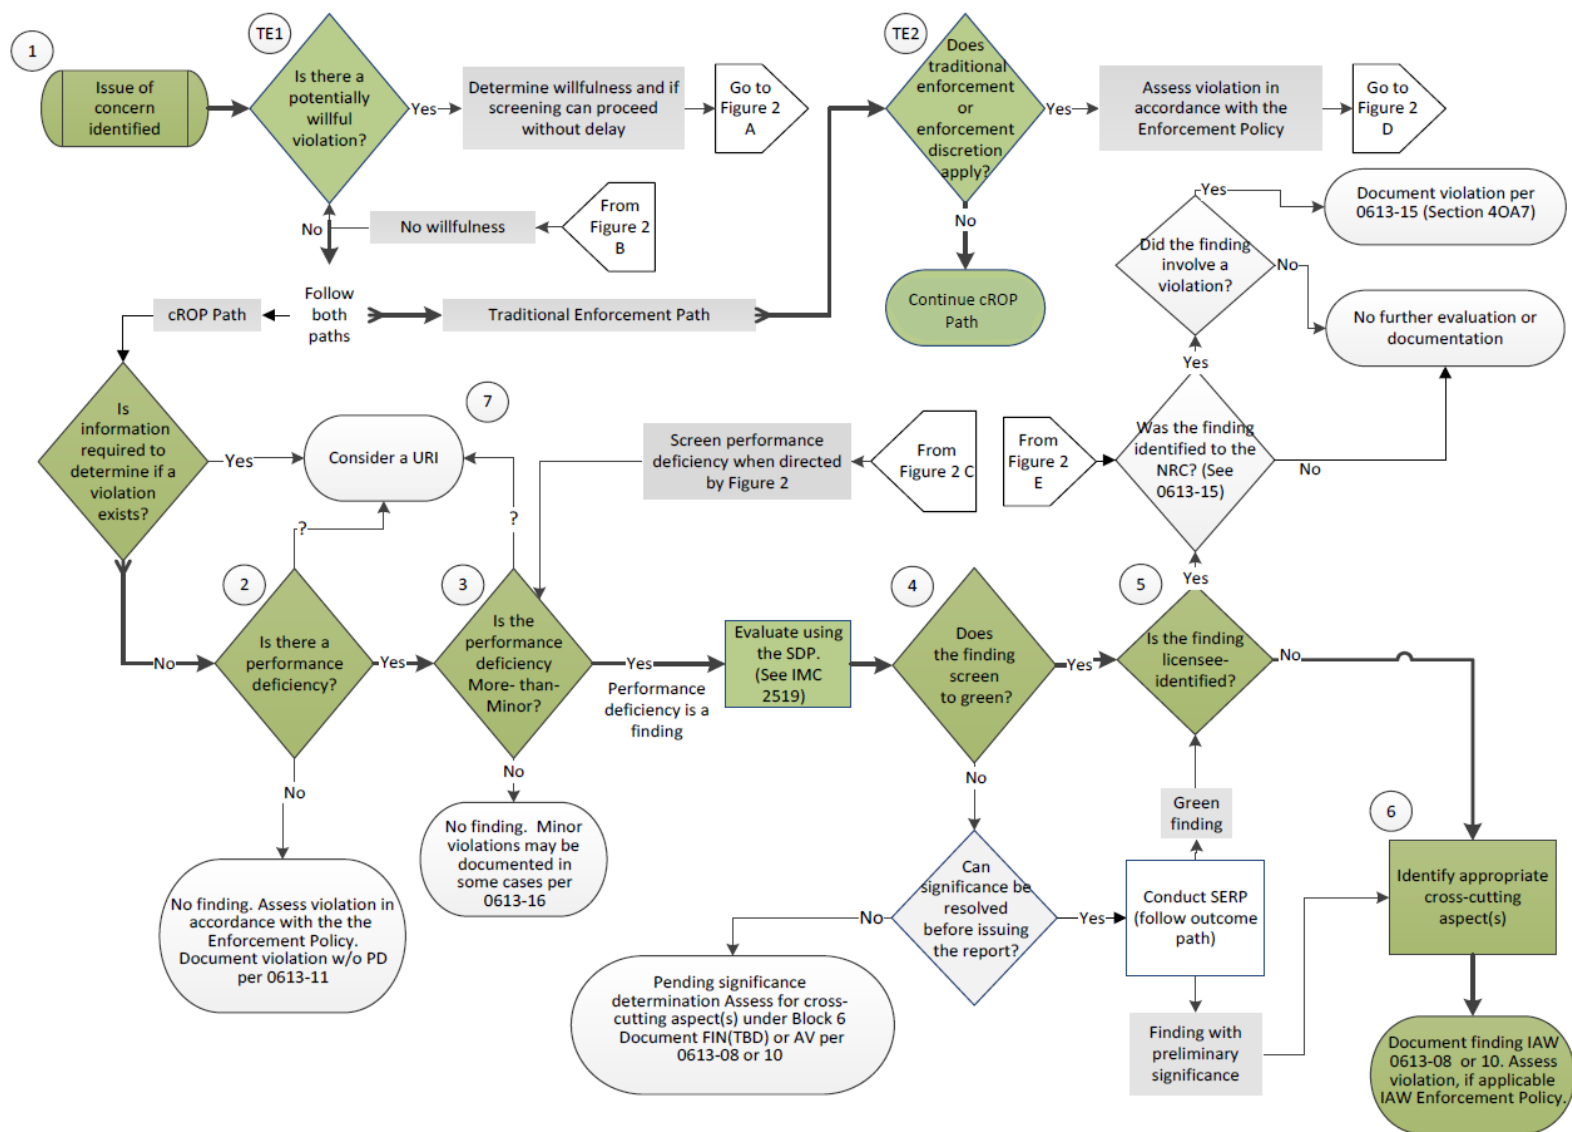 1
Issue of
concern
identified
TE1
Is there a
potentially
willful
violation?
Yes
Determine willfulness and if
screening can proceed
without delay
Go to
Figure 2
A
TE2
Does
traditional
enforcement
or
enforcement
discretion
apply?
Yes
Assess violation in
accordance with the
Enforcement Policy
Go to
Figure 2
D
No
No willfulness
From
Figure 2
B
No
Continue cROP
Path
Yes
Document violation per
0613-15 (Section 4OA7)
Did the finding
involve a
violation?
No
No further evaluation or
documentation
cROP Path
Follow
both
paths
Traditional Enforcement Path
Yes
Is
information
required to
determine if a
violation
exists?
Yes
7
Consider a URI
Screen performance
deficiency when directed
by Figure 2
From
Figure 2 C
From
Figure 2
E
Was the finding
identified to the
NRC? (See
0613-15)
No
?
?
2
Is there a
performance
deficiency?
No
Yes
3
Is the
performance
deficiency
More- than-
Minor?
Yes
Performance
deficiency is a
finding
Evaluate using
the SDP.
(See IMC
2519)
4
Does
the finding
screen
to green?
Yes
5
Yes
Is the finding
licensee-
identified?
No
No
No finding. Assess violation in
accordance with the the
Enforcement Policy.
Document violation w/o PD
per 0613-11
No
No finding.  Minor
violations may be
documented in
some cases per
0613-16
No
Can
significance be
resolved
before issuing
the report?
No
Yes
Pending significance
determination Assess for cross-
cutting aspect(s) under Block 6
Document FIN(TBD) or AV per
0613-08 or 10
Green
finding
Conduct SERP
(follow outcome
path)
Finding with
preliminary
significance
6
Identify appropriate
cross-cutting
aspect(s)
Document finding IAW
0613-08  or 10. Assess
violation, if applicable
IAW Enforcement Policy.